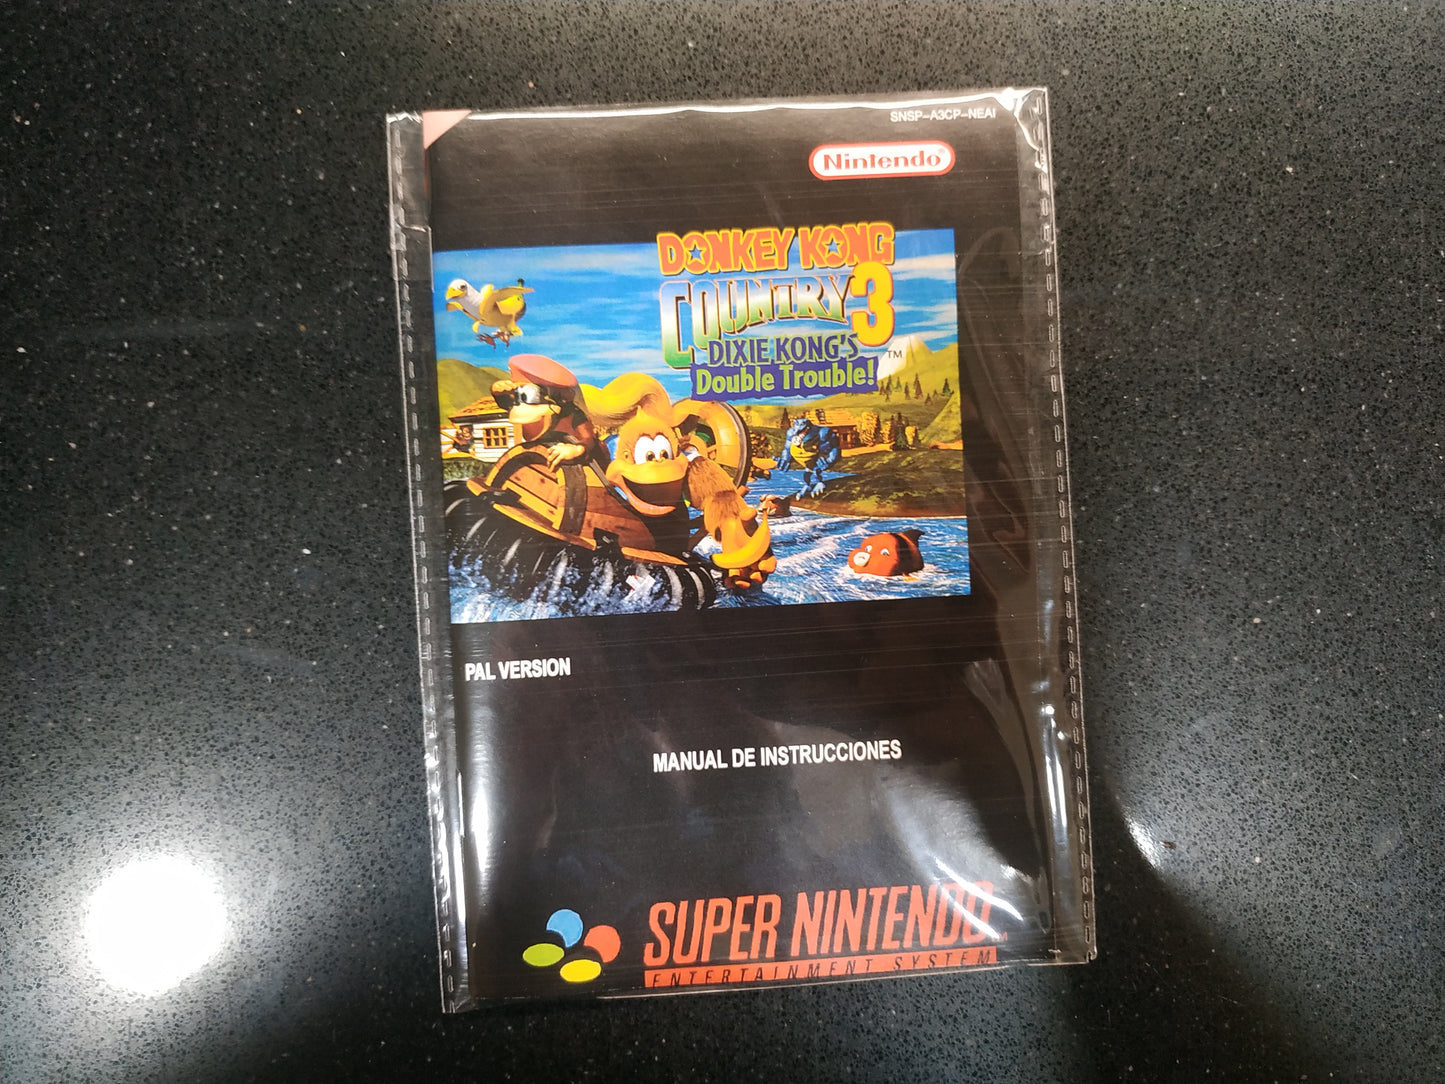 SNSP-A3CP-NEAI
Nintendo®
DONKEY KONG
COUNTRY 3
DIXIE KONG'S
Double Trouble!
TM
PAL VERSION
MANUAL DE INSTRUCCIONES
SUPER NINTENDO
ENTERTAINMENT SYSTEM